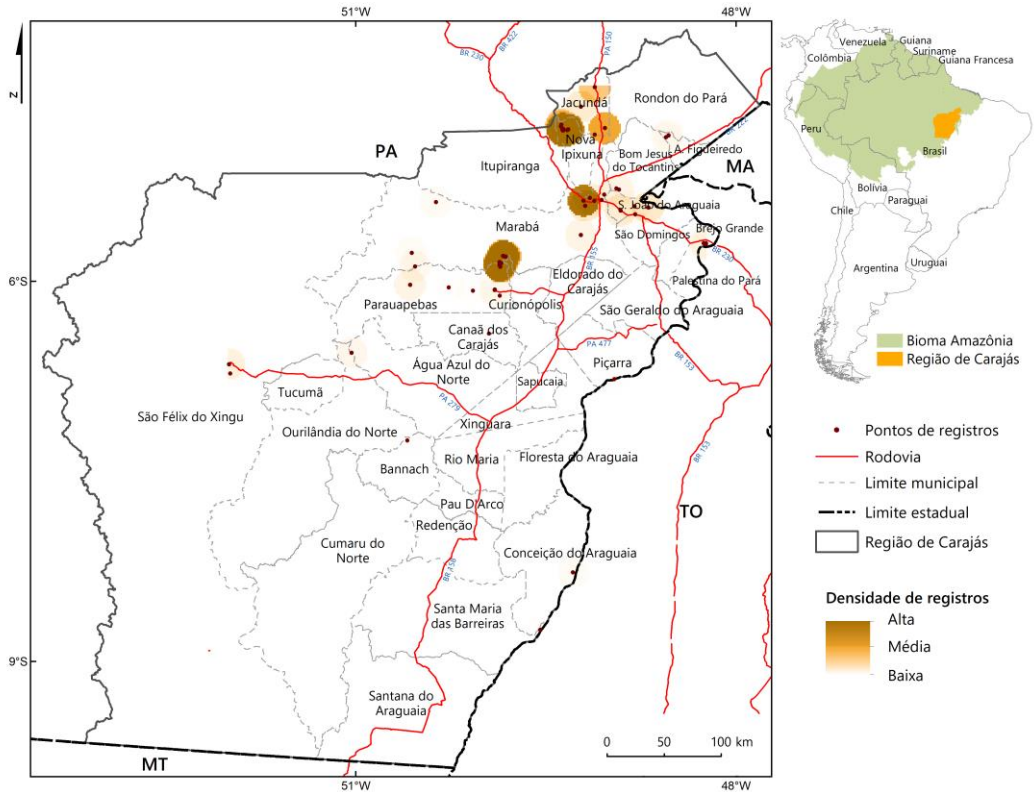 51°W
48°W
N
BR 230
BR 422
PA 150
Jacundá
Rondon do Pará
Nova
Ipixuna
BR 222
PA
Itupiranga
Bom Jesus
do Tocantins
A. Figueiredo
MA
S. João do Araguaia
Marabá
São Domingos
Brejo Grande
BR 155
BR 230
6°S
Eldorado do
Carajás
Palestina do Pará
Parauapebas
Curionópolis
São Geraldo do Araguaia
Canaã dos
Carajás
PA 477
Piçarra
BR 153
Água Azul do
Norte
Sapucaia
Tucumã
PA 279
São Félix do Xingu
Xinguara
Ourilândia do Norte
Rio Maria
Floresta do Araguaia
BR 153
Bannach
Pau D'Arco
TO
Redenção
Cumaru do
Norte
Conceição do Araguaia
BR 158
Santa Maria
das Barreiras
9°S
Santana do
Araguaia
0 50 100 km
MT
51°W
48°W
Venezuela
Guiana
Suriname
Guiana Francesa
Colômbia
Peru
Brasil
Bolívia
Paraguai
Chile
Argentina
Uruguai
Bioma Amazônia
Região de Carajás
Pontos de registros
Rodovia
Limite municipal
Limite estadual
Região de Carajás
Densidade de registros
Alta
Média
Baixa